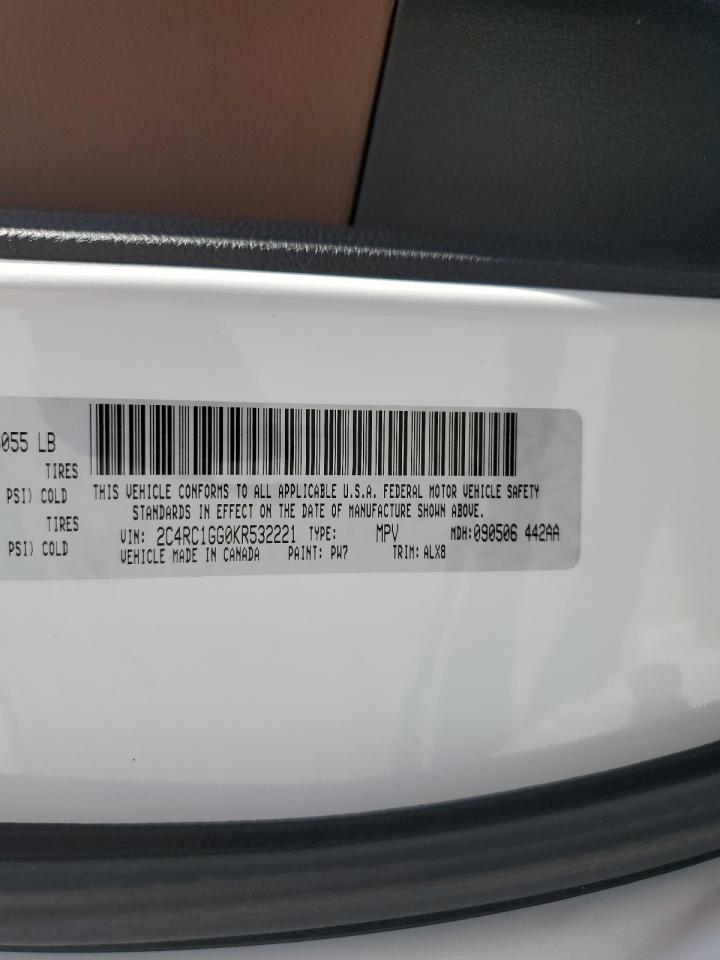 055 LB
TIRES
PSI) COLD
TIRES
PSI) COLD
THIS VEHICLE CONFORMS TO ALL APPLICABLE U.S.A. FEDERAL MOTOR VEHICLE SAFETY
STANDARDS IN EFFECT ON THE DATE OF MANUFACTURE SHOWN ABOVE.
VIN: 2C4RC1GG0KR532221 TYPE: MPV MDH:090506 442AA
VEHICLE MADE IN CANADA PAINT: PW7 TRIM: ALX8